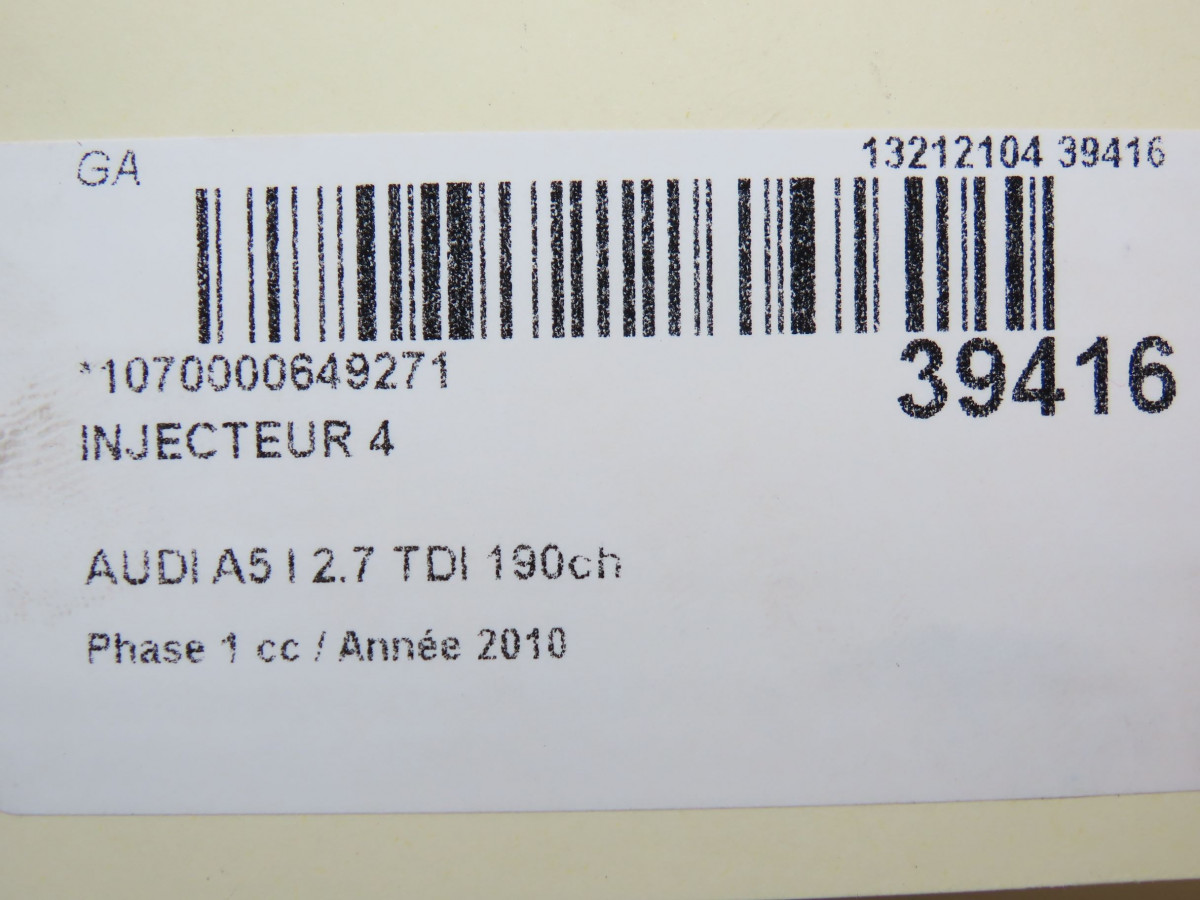 GA
13212104 39416
*1070000649271
39416
INJECTEUR 4
AUDI A5 I 2.7 TDI 190ch
Phase 1 cc / Année 2010